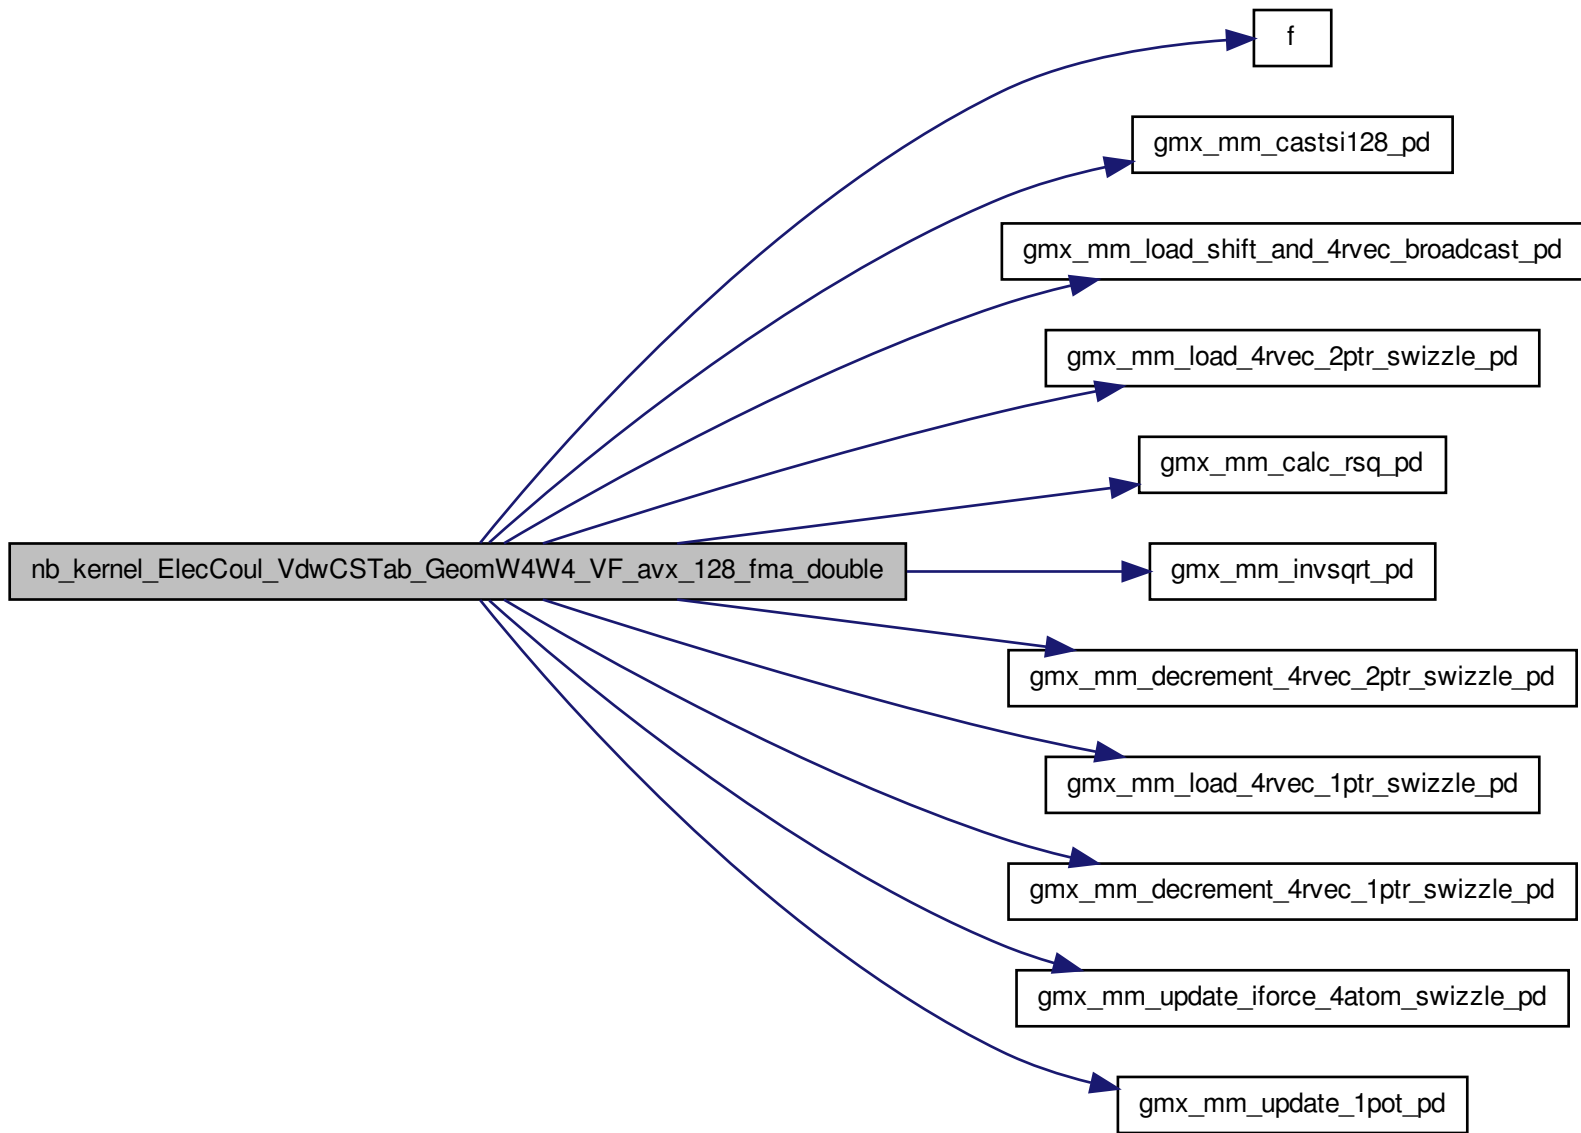 f
gmx_mm_castsi128_pd
gmx_mm_load_shift_and_4rvec_broadcast_pd
gmx_mm_load_4rvec_2ptr_swizzle_pd
gmx_mm_calc_rsq_pd
nb_kernel_ElecCoul_VdwCSTab_GeomW4W4_VF_avx_128_fma_double
gmx_mm_invsqrt_pd
gmx_mm_decrement_4rvec_2ptr_swizzle_pd
gmx_mm_load_4rvec_1ptr_swizzle_pd
gmx_mm_decrement_4rvec_1ptr_swizzle_pd
gmx_mm_update_iforce_4atom_swizzle_pd
gmx_mm_update_1pot_pd